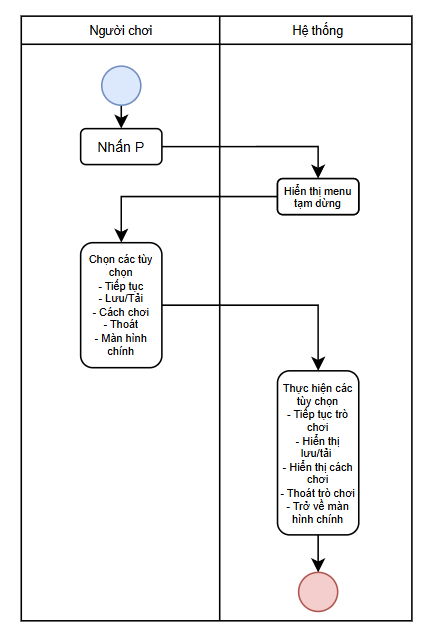 Người chơi
Hệ thống
Nhấn P
Hiển thị menu
tạm dừng
Chọn các tùy
chọn
- Tiếp tục
- Lưu/Tải
- Cách chơi
- Thoát
- Màn hình
chính
Thực hiện các
tùy chọn
- Tiếp tục trò
chơi
- Hiển thị
lưu/tải
- Hiển thị cách
chơi
- Thoát trò chơi
- Trở về màn
hình chính